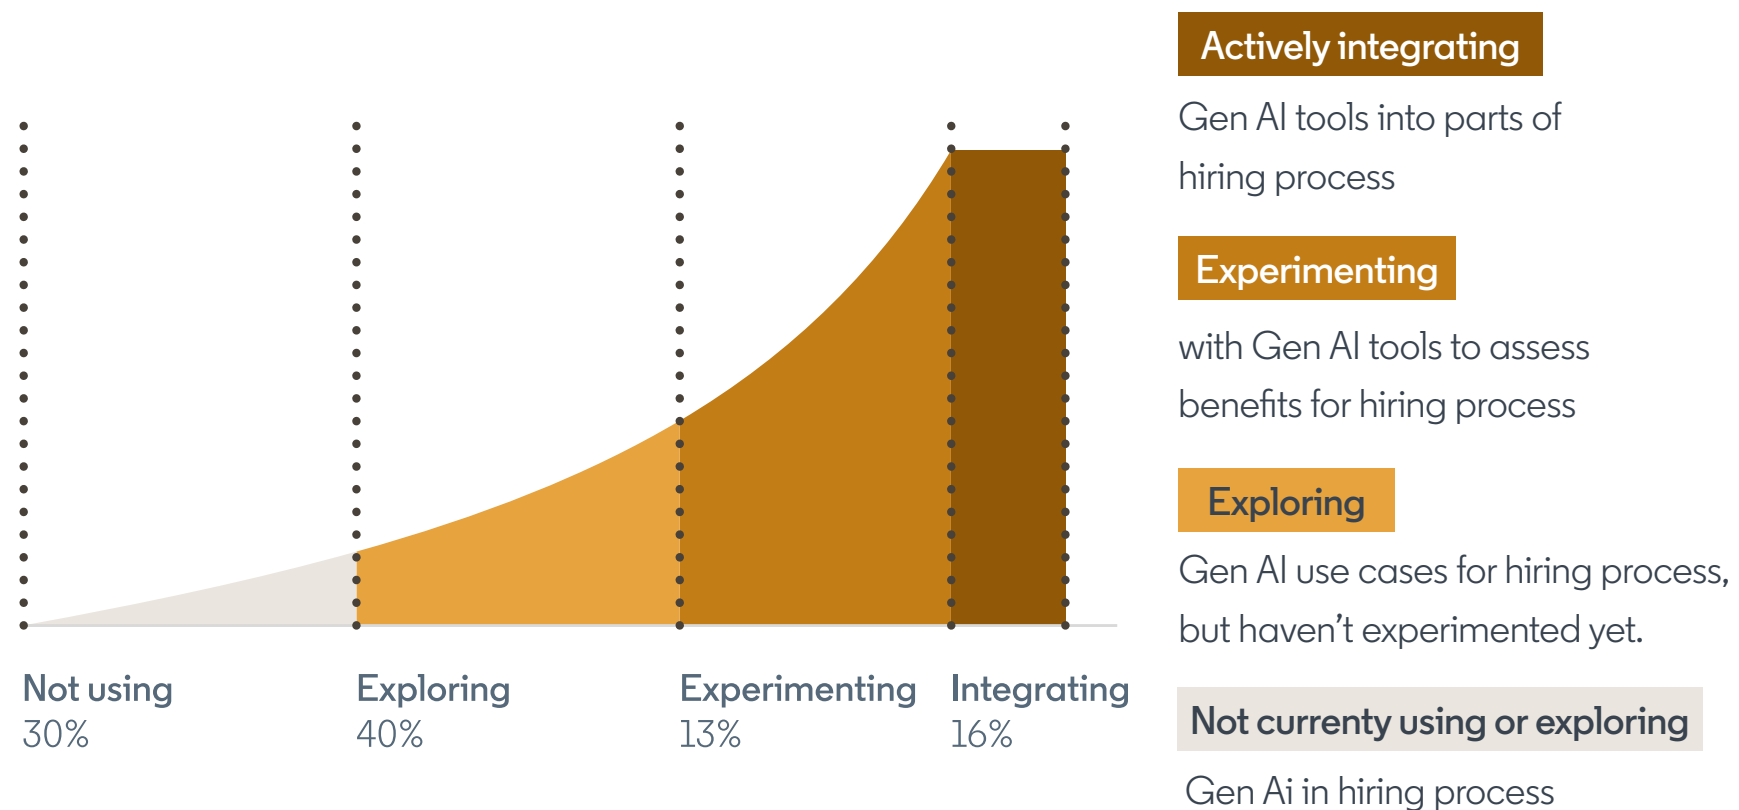 Actively integrating
Gen AI tools into parts of
hiring process
Experimenting
with Gen AI tools to assess
benefits for hiring process
Exploring
Gen AI use cases for hiring process,
but haven't experimented yet.
Not currenty using or exploring
Gen Ai in hiring process
Not using
30%
Exploring
40%
Experimenting
13%
Integrating
16%